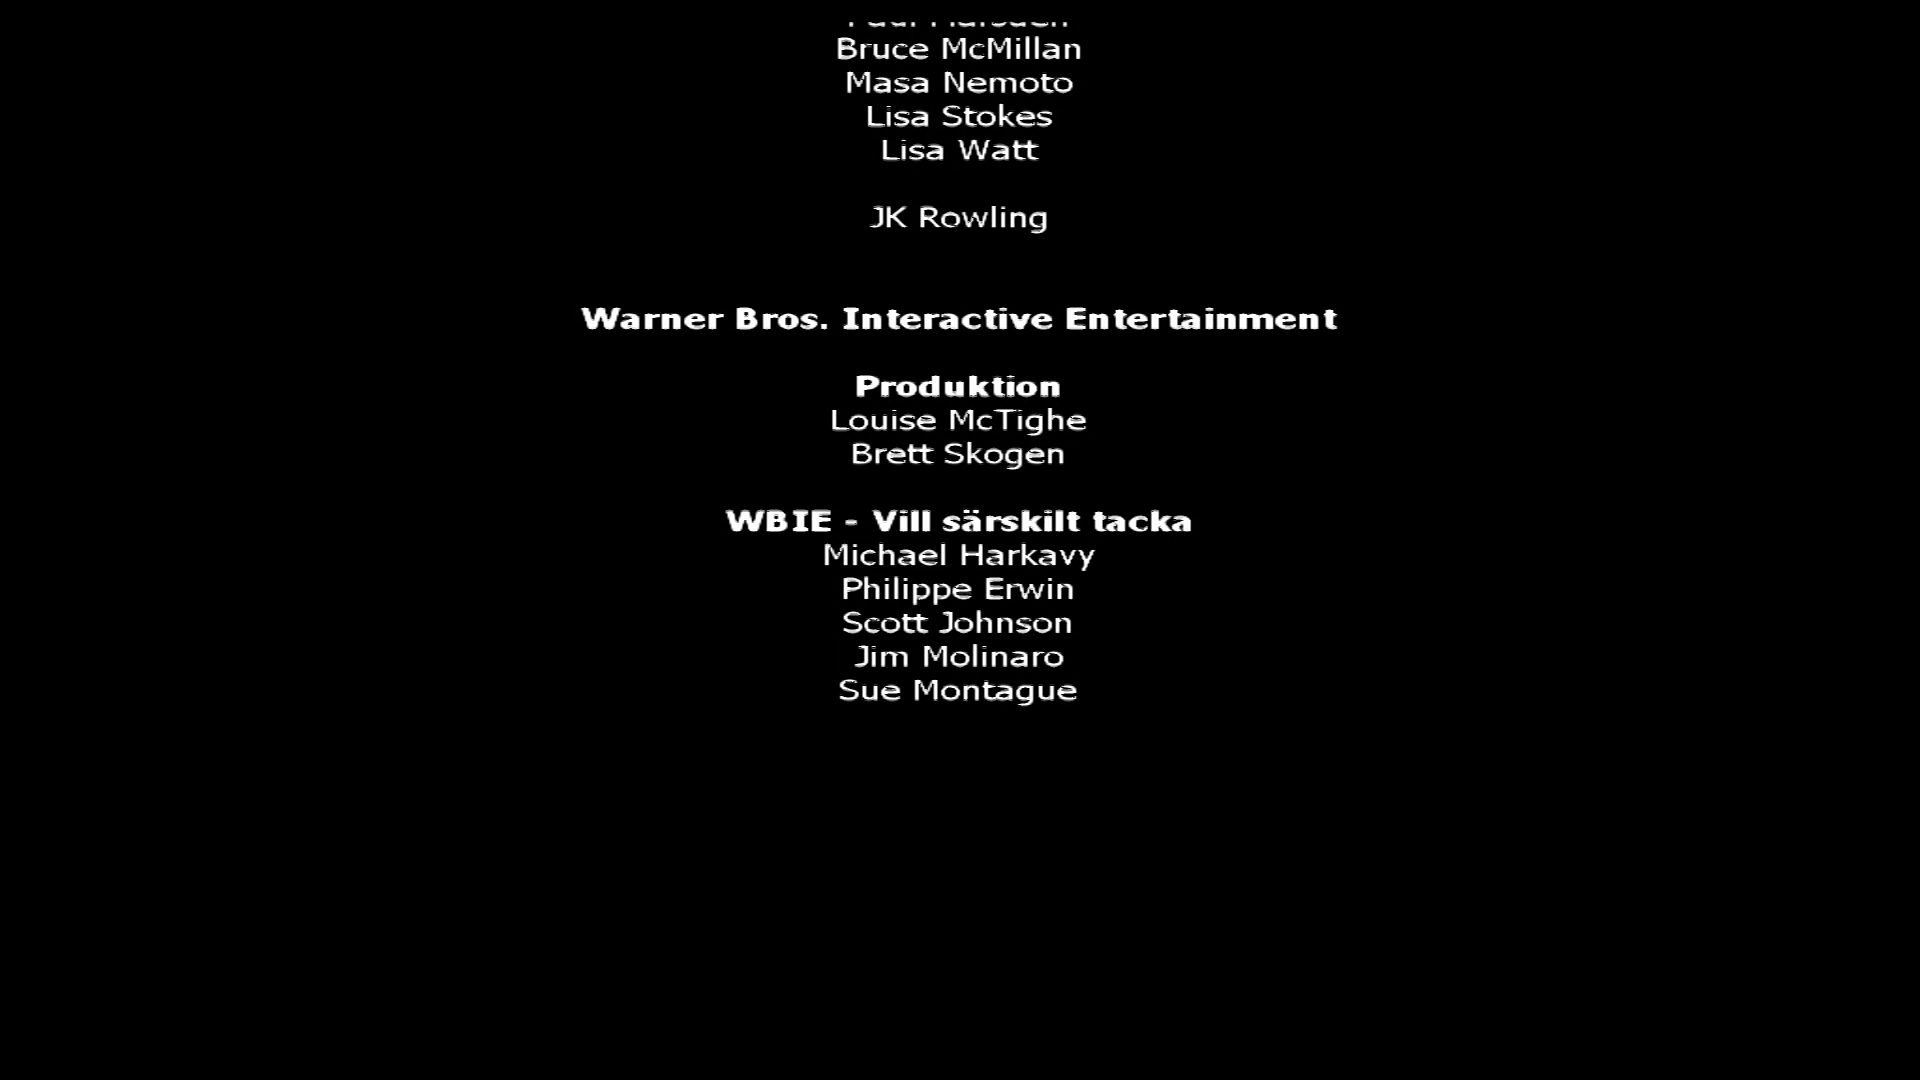 Bruce McMillan
Masa Nemoto
Lisa Stokes
Lisa Watt
JK Rowling
Warner Bros. Interactive Entertainment
Produktion
Louise McTighe
Brett Skogen
WBIE - Vill särskilt tacka
Michael Harkavy
Philippe Erwin
Scott Johnson
Jim Molinaro
Sue Montague